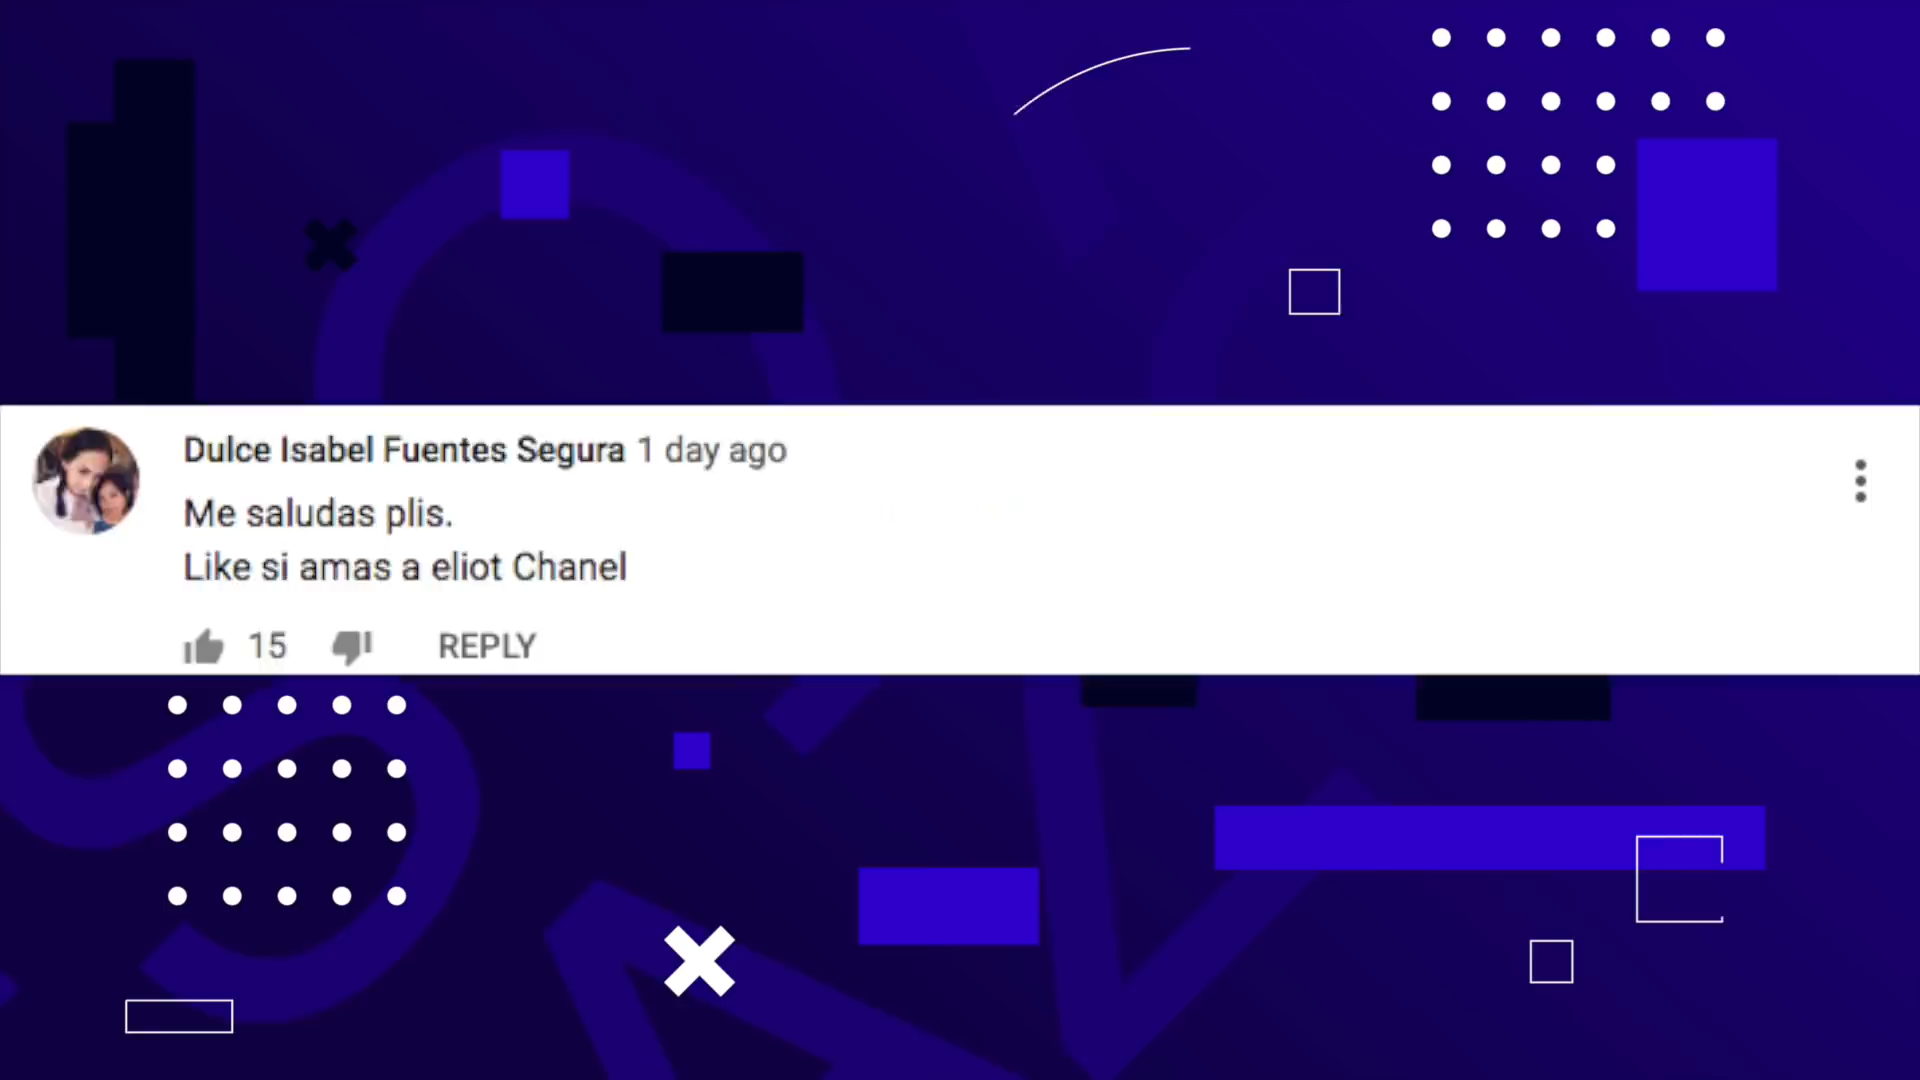 Dulce Isabel Fuentes Segura 1 day ago
Me saludas plis.
Like si amas a eliot Chanel
15 REPLY